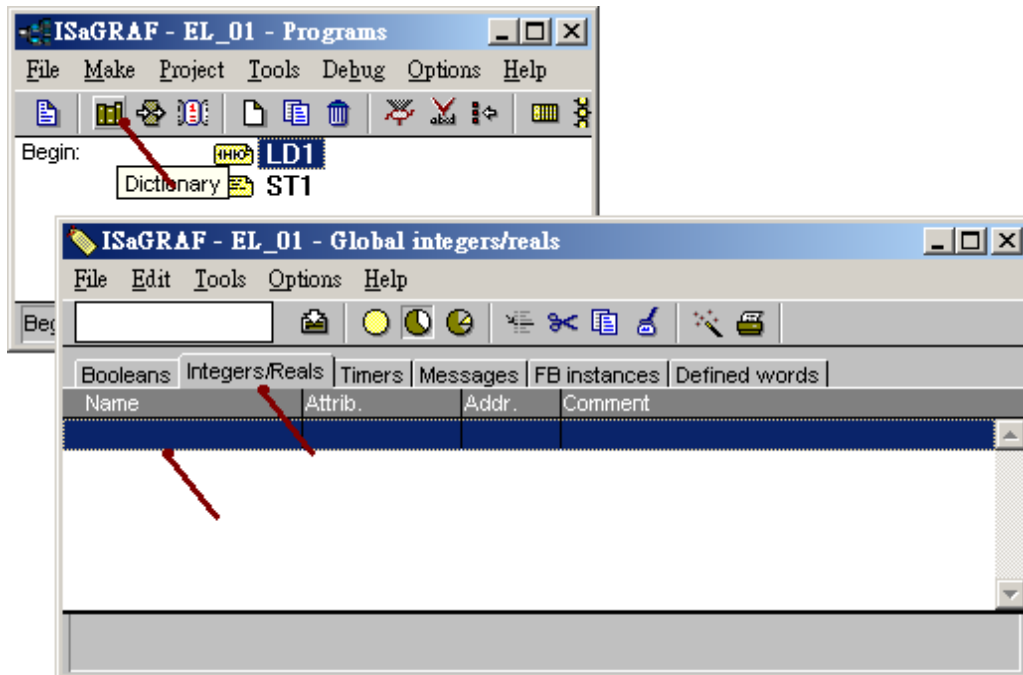 ISaGRAF - EL_01 - Programs
File Make Project Tools Debug Options Help
Begin: LD1
Dictionary ST1
ISaGRAF - EL_01 - Global integers/reals
File Edit Tools Options Help
Beg
Booleans Integers/Reals Timers Messages FB instances Defined words
Name Attrib. Addr. Comment